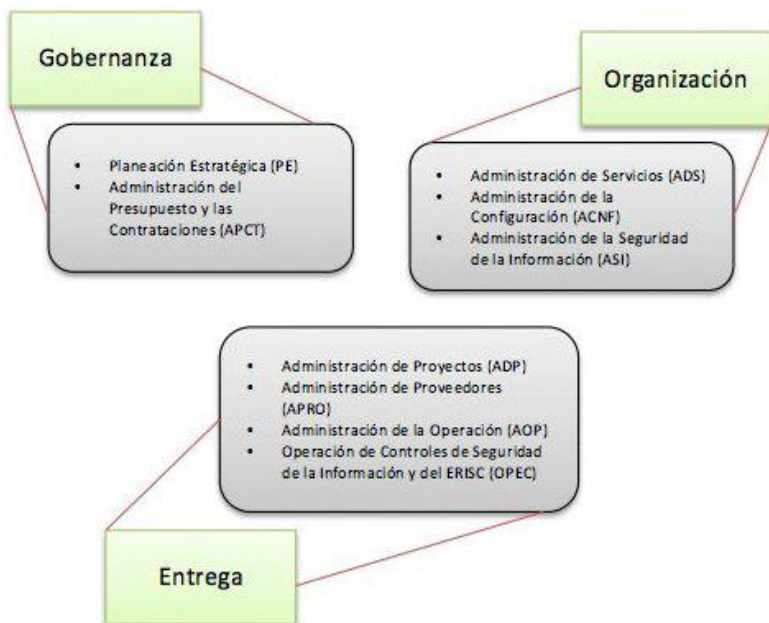 Gobernanza
• Planeación Estratégica (PE)
• Administración del
Presupuesto y las
Contrataciones (APCT)
Organización
• Administración de Servicios (ADS)
• Administración de la
Configuración (ACNF)
• Administración de la Seguridad
de la Información (ASI)
• Administración de Proyectos (ADP)
• Administración de Proveedores
(APRO)
• Administración de la Operación (AOP)
• Operación de Controles de Seguridad
de la Información y del ERISC (OPEC)
Entrega